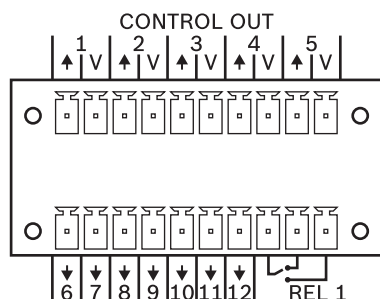 CONTROL OUT
1 2 3 4 5
V V V V V
6 7 8 9 10 11 12 REL 1